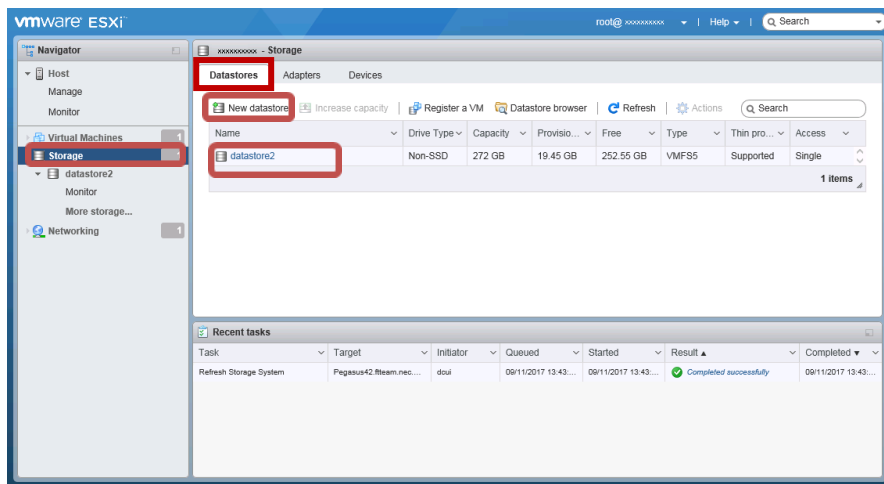 vmware ESXi™
root@ xxxxxxxxxx | Help | Search
Navigator
Host
Manage
Monitor
Virtual Machines 1
Storage 1
datastore2
Monitor
More storage...
Networking 1
xxxxxxxxxx - Storage
Datastores Adapters Devices
New datastore Increase capacity | Register a VM Datastore browser | Refresh | Actions Search
Name Drive Type Capacity Provisio... Free Type Thin pro... Access
datastore2 Non-SSD 272 GB 19.45 GB 252.55 GB VMFS5 Supported Single
1 items
Recent tasks
Task Target Initiator Queued Started Result Completed
Refresh Storage System Pegasus42.ftteam.nec.... dcui 09/11/2017 13:43:... 09/11/2017 13:43:... Completed successfully 09/11/2017 13:43:...